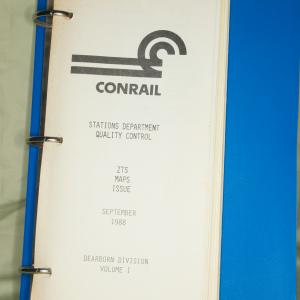 CONRAIL
STATIONS DEPARTMENT
QUALITY CONTROL
ZTS
MAPS
ISSUE
SEPTEMBER
1988
DEARBORN DIVISION
VOLUME I